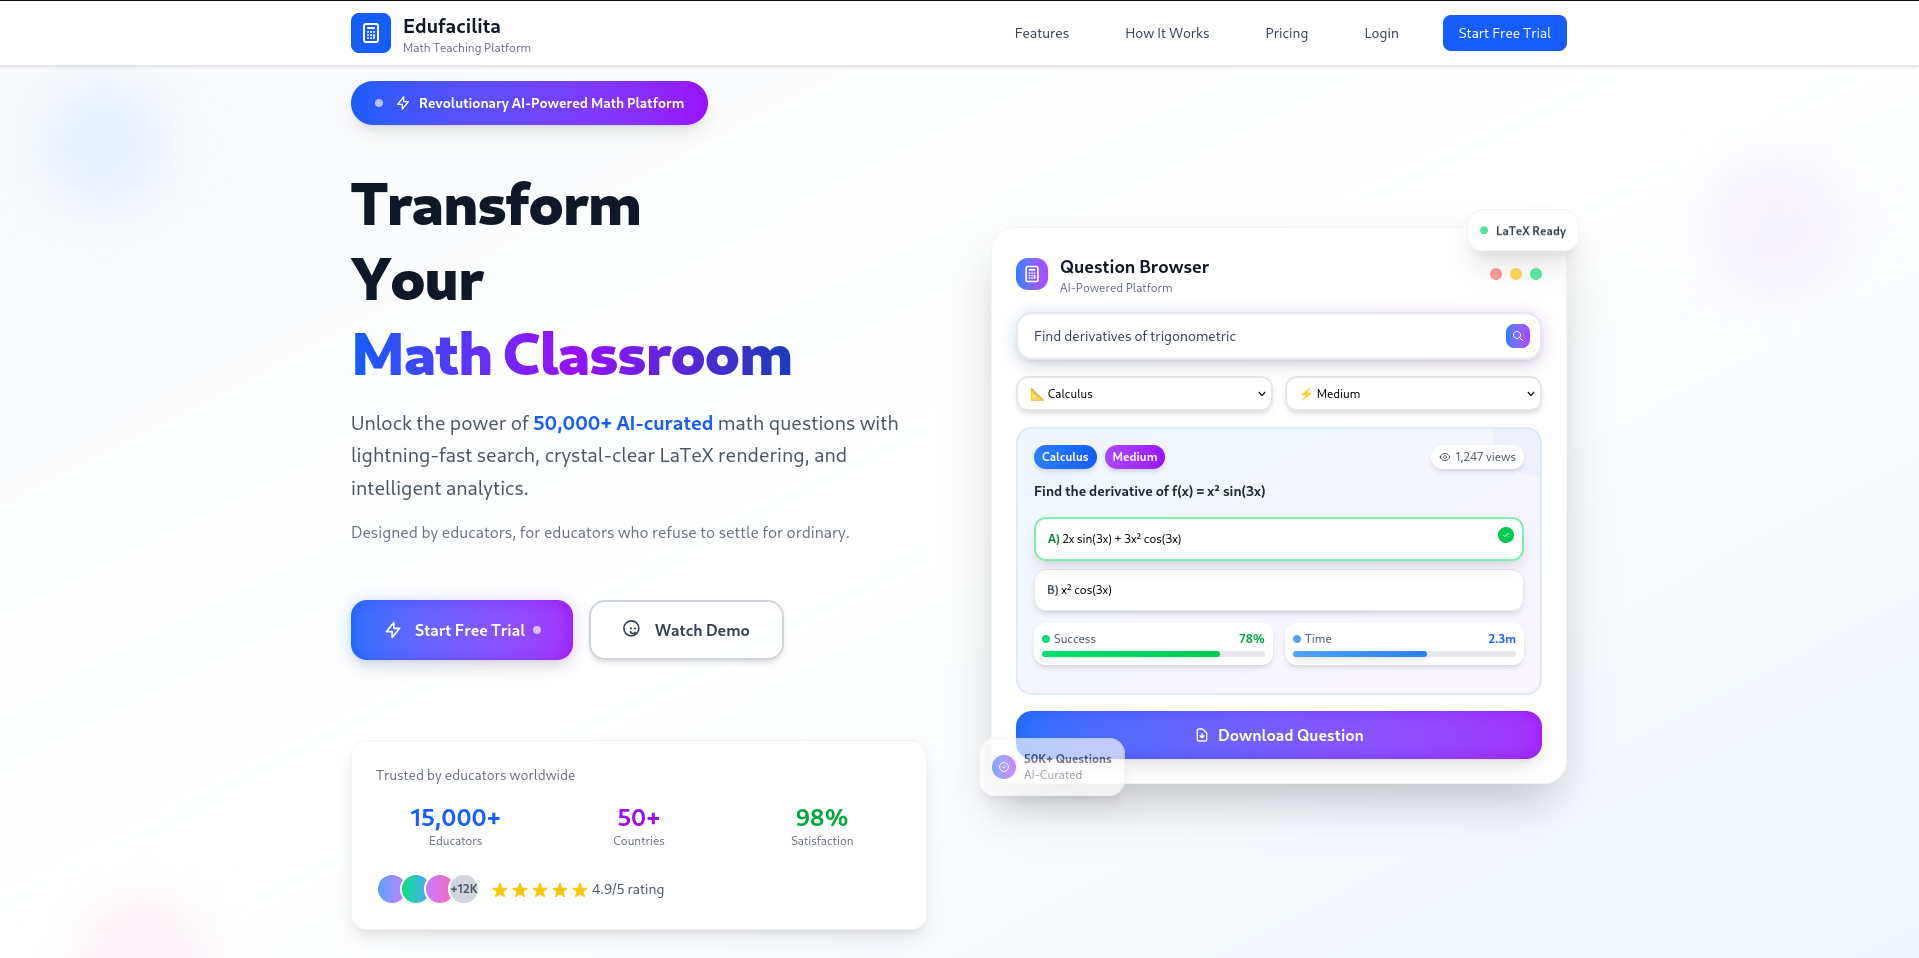 Edufacilita
Math Teaching Platform
Features
How It Works
Pricing
Login
Start Free Trial
Revolutionary AI-Powered Math Platform
Transform
Your
Math Classroom
Unlock the power of 50,000+ AI-curated math questions with
lightning-fast search, crystal-clear LaTeX rendering, and
intelligent analytics.
Designed by educators, for educators who refuse to settle for ordinary.
Start Free Trial
Watch Demo
Trusted by educators worldwide
15,000+
Educators
50+
Countries
98%
Satisfaction
+12K
4.9/5 rating
LaTeX Ready
Question Browser
AI-Powered Platform
Find derivatives of trigonometric
Calculus
Medium
Calculus
Medium
1,247 views
Find the derivative of f(x) = x² sin(3x)
A) 2x sin(3x) + 3x² cos(3x)
B) x² cos(3x)
Success
78%
Time
2.3m
Download Question
50K+ Questions
AI-Curated